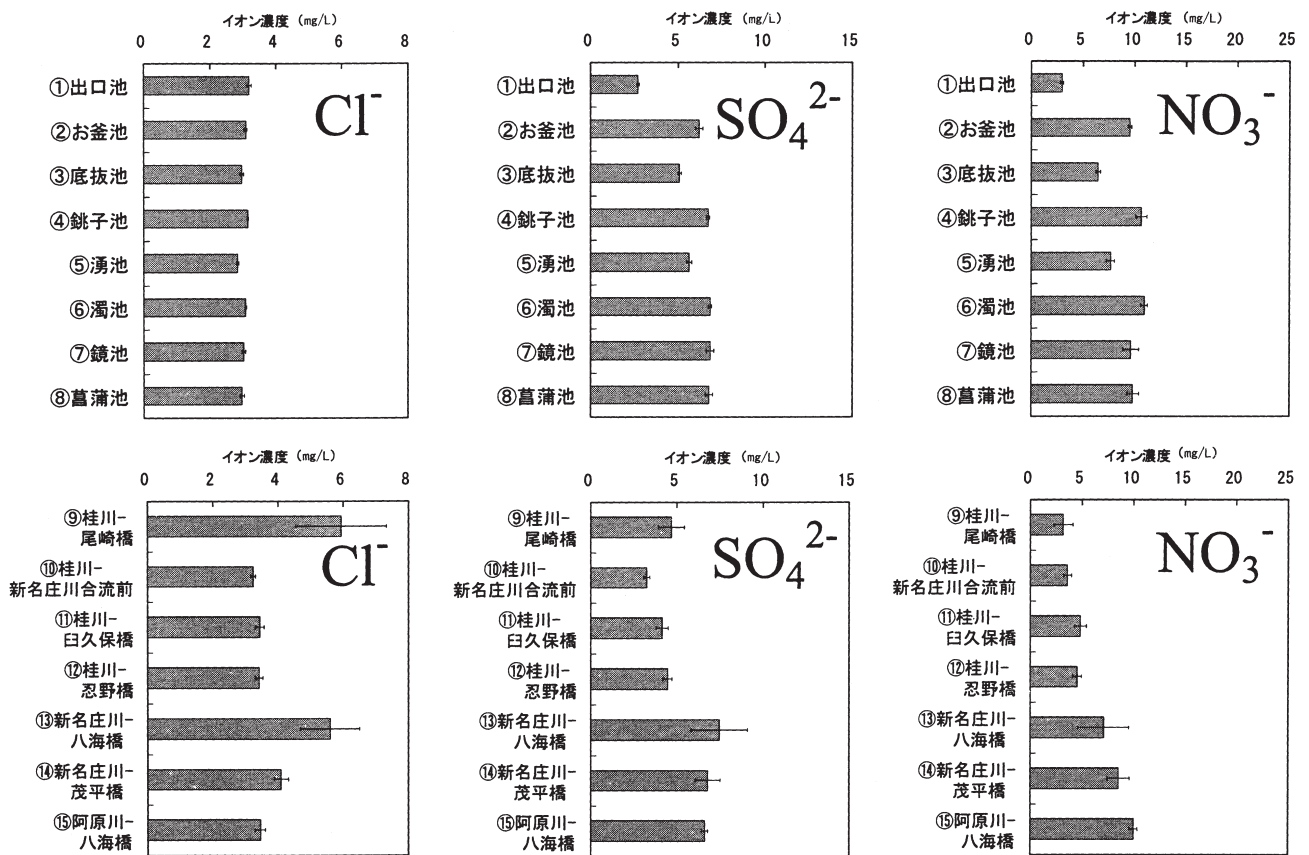 イオン濃度 (mg/L)
0 2 4 6 8
①出口池
②お釜池
③底抜池
④銚子池
⑤湧池
⑥濁池
⑦鏡池
⑧菖蒲池
Cl-
イオン濃度 (mg/L)
0 5 10 15
①出口池
②お釜池
③底抜池
④銚子池
⑤湧池
⑥濁池
⑦鏡池
⑧菖蒲池
SO4 2-
イオン濃度 (mg/L)
0 5 10 15 20 25
①出口池
②お釜池
③底抜池
④銚子池
⑤湧池
⑥濁池
⑦鏡池
⑧菖蒲池
NO3-
イオン濃度 (mg/L)
0 2 4 6 8
⑨桂川-
尾崎橋
⑩桂川-
新名庄川合流前
⑪桂川-
臼久保橋
⑫桂川-
忍野橋
⑬新名庄川-
八海橋
⑭新名庄川-
茂平橋
⑮阿原川-
八海橋
Cl-
イオン濃度 (mg/L)
0 5 10 15
⑨桂川-
尾崎橋
⑩桂川-
新名庄川合流前
⑪桂川-
臼久保橋
⑫桂川-
忍野橋
⑬新名庄川-
八海橋
⑭新名庄川-
茂平橋
⑮阿原川-
八海橋
SO4 2-
イオン濃度 (mg/L)
0 5 10 15 20 25
⑨桂川-
尾崎橋
⑩桂川-
新名庄川合流前
⑪桂川-
臼久保橋
⑫桂川-
忍野橋
⑬新名庄川-
八海橋
⑭新名庄川-
茂平橋
⑮阿原川-
八海橋
NO3-